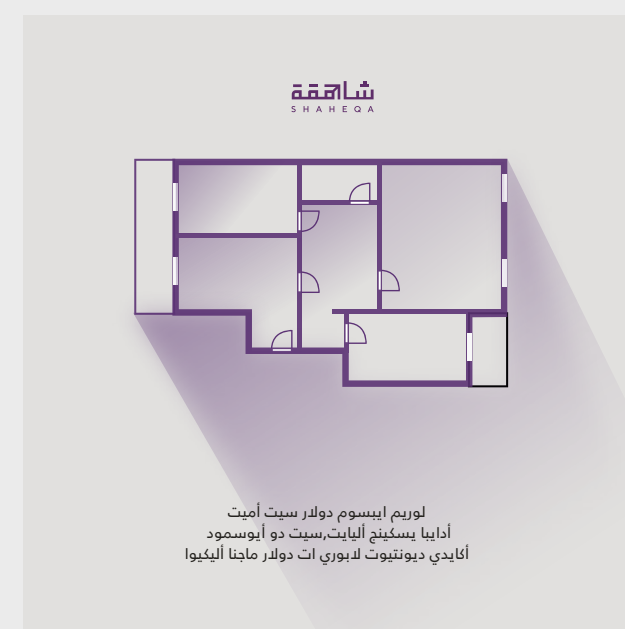 شاهقة
SHAHEQA
لوريم ايبسوم دولار سيت أميت
أدايبا يسكينج أليايت,سيت دو أيوسمود
أكايدي ديونتيوت لابوري ات دولار ماجنا أليكيوا